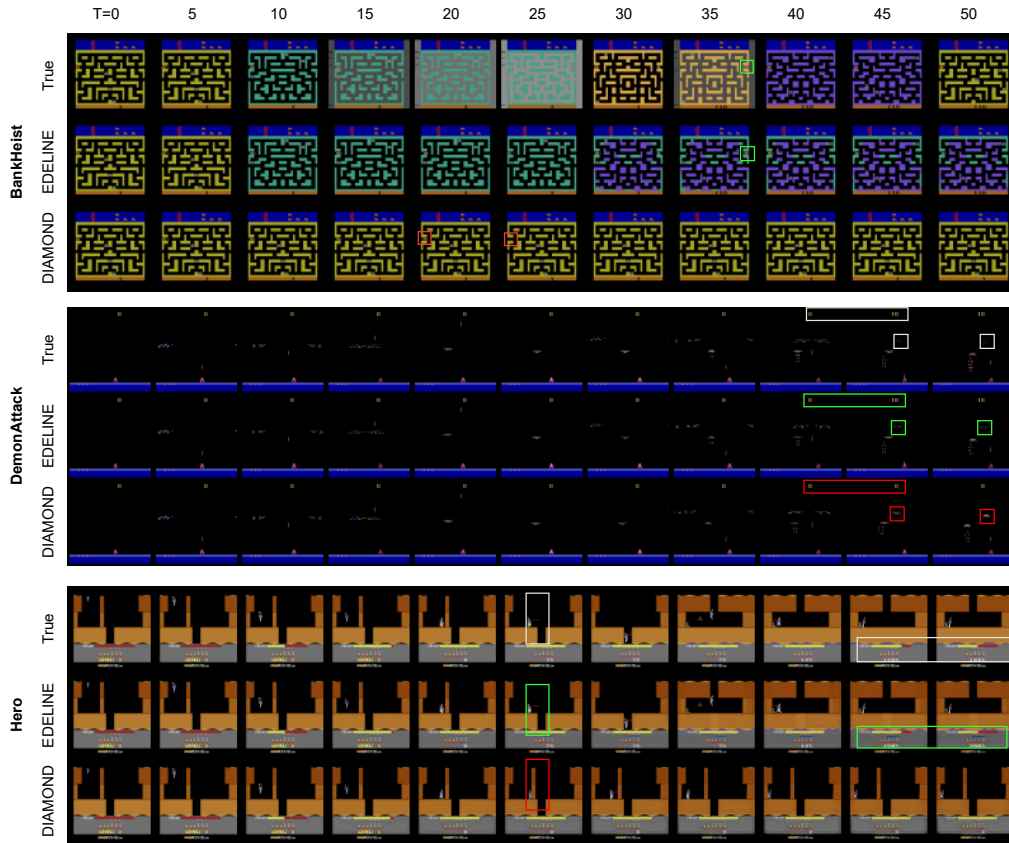 T=0 5 10 15 20 25 30 35 40 45 50
BankHeist
True
EDELINE
DIAMOND
DemonAttack
True
EDELINE
DIAMOND
Hero
True
EDELINE
DIAMOND